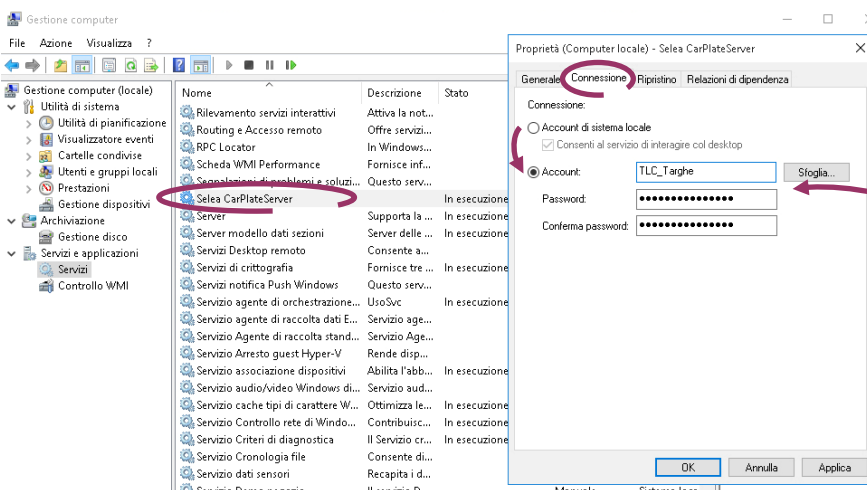 Gestione computer
File Azione Visualizza ?
Gestione computer (locale)
Utilità di sistema
Utilità di pianificazione
Visualizzatore eventi
Cartelle condivise
Utenti e gruppi locali
Prestazioni
Gestione dispositivi
Archiviazione
Gestione disco
Servizi e applicazioni
Servizi
Controllo WMI
Nome Descrizione Stato
Rilevamento servizi interattivi Attiva la not...
Routing e Accesso remoto Offre servizi...
RPC Locator In Windows...
Scheda WMI Performance Fornisce inf...
Segnalazioni di problemi e soluzi... Questo serv...
Selea CarPlateServer In esecuzione
Server Supporta la ... In esecuzione
Server modello dati sezioni Server delle ... In esecuzione
Servizi Desktop remoto Consente a...
Servizi di crittografia Fornisce tre ... In esecuzione
Servizi notifica Push Windows Questo serv...
Servizio agente di orchestrazione... UsoSvc In esecuzione
Servizio agente di raccolta dati E... Servizio age...
Servizio Agente di raccolta stand... Servizio Age...
Servizio Arresto guest Hyper-V Rende disp...
Servizio associazione dispositivi Abilita l'abb... In esecuzione
Servizio audio/video Windows di... Servizio aud...
Servizio cache tipi di carattere W... Ottimizza le... In esecuzione
Servizio Controllo rete di Windo... Contribuisc... In esecuzione
Servizio Criteri di diagnostica Il Servizio cr... In esecuzione
Servizio Cronologia file Consente di...
Servizio dati sensori Recapita i d...
Proprietà (Computer locale) - Selea CarPlateServer
Generale Connessione Ripristino Relazioni di dipendenza
Connessione:
Account di sistema locale
Consenti al servizio di interagire col desktop
Account: TLC_Targhe Sfoglia...
Password: ●●●●●●●●●●●●●●●
Conferma password: ●●●●●●●●●●●●●●●
OK Annulla Applica